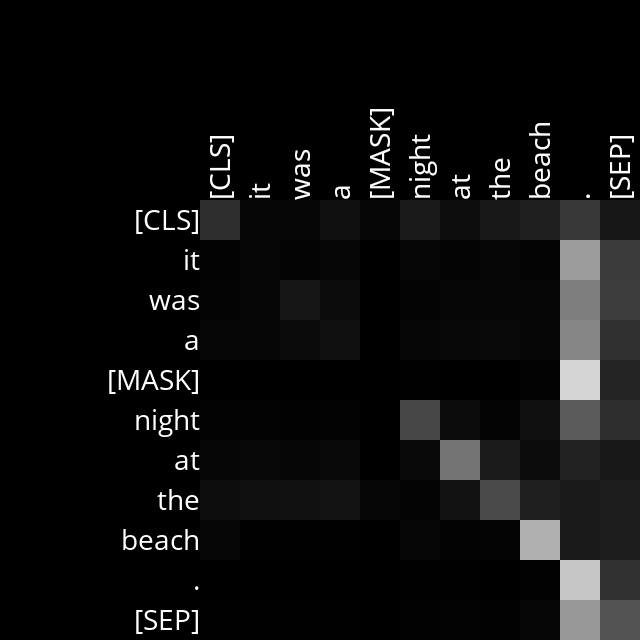 [CLS] it was a [MASK] night at the beach . [SEP]
[CLS]
it
was
a
[MASK]
night
at
the
beach
.
[SEP]